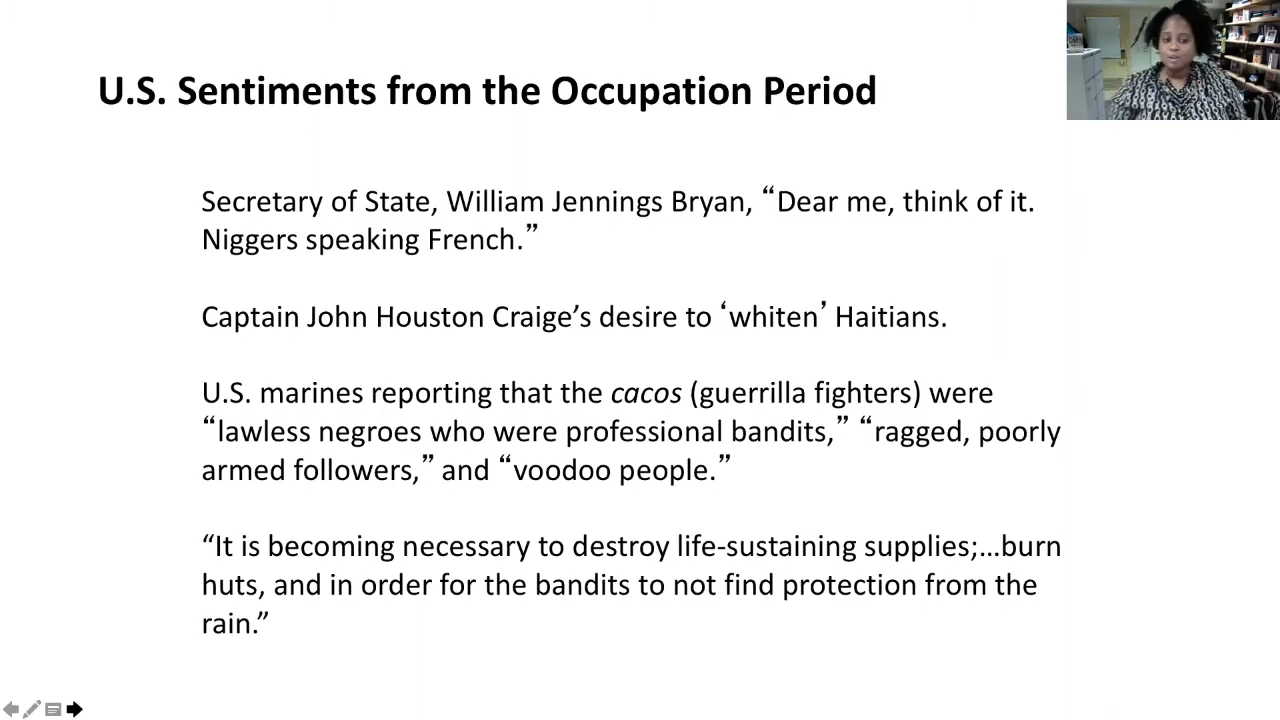 U.S. Sentiments from the Occupation Period
Secretary of State, William Jennings Bryan, “Dear me, think of it.
Niggers speaking French.”
Captain John Houston Craige’s desire to ‘whiten’ Haitians.
U.S. marines reporting that the cacos (guerrilla fighters) were
“lawless negroes who were professional bandits,” “ragged, poorly
armed followers,” and “voodoo people.”
“It is becoming necessary to destroy life-sustaining supplies;...burn
huts, and in order for the bandits to not find protection from the
rain.”